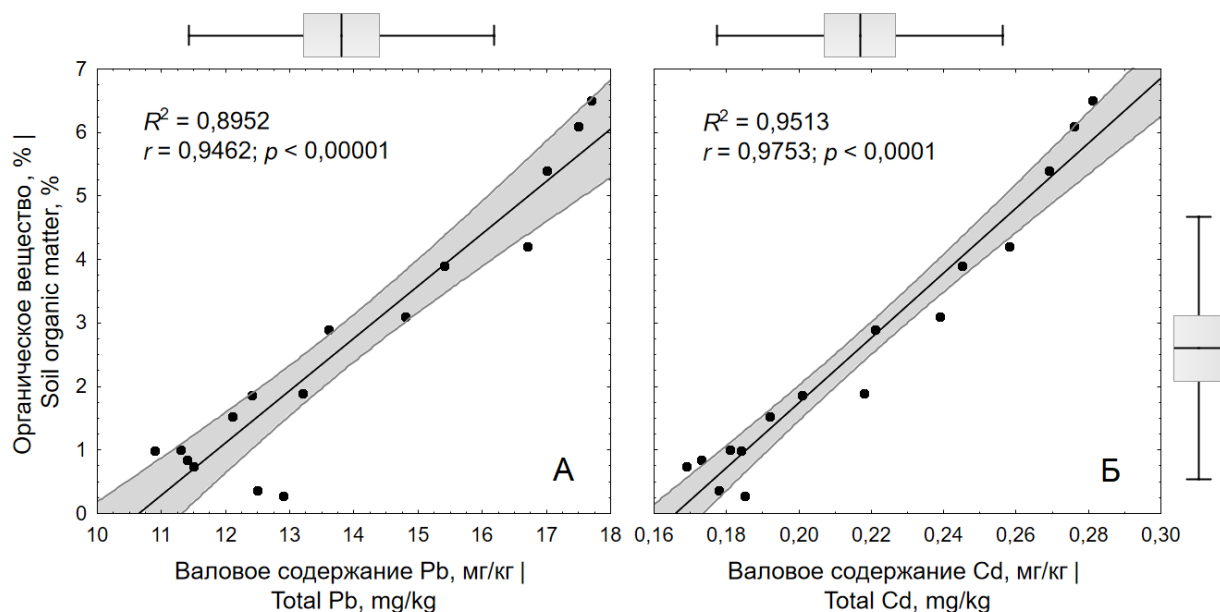 7
6
5
4
3
2
1
0
Органическое вещество, % |
Soil organic matter, %
R² = 0,8952
r = 0,9462; p < 0,00001
А
10 11 12 13 14 15 16 17 18
Валовое содержание Pb, мг/кг |
Total Pb, mg/kg
R² = 0,9513
r = 0,9753; p < 0,0001
Б
0,16 0,18 0,20 0,22 0,24 0,26 0,28 0,30
Валовое содержание Cd, мг/кг |
Total Cd, mg/kg